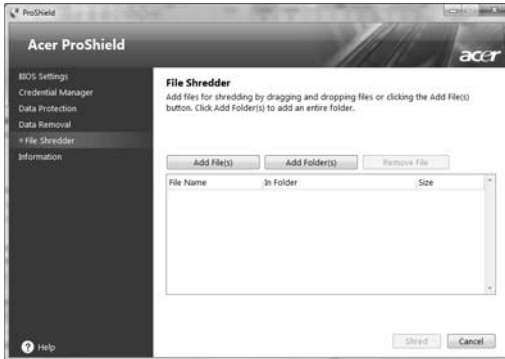 ProShield
Acer ProShield
acer
BIOS Settings
Credential Manager
Data Protection
Data Removal
File Shredder
Information
Help
File Shredder
Add files for shredding by dragging and dropping files or clicking the Add File(s)
button. Click Add Folder(s) to add an entire folder.
Add File(s) Add Folder(s) Remove File
File Name In Folder Size
Shred Cancel